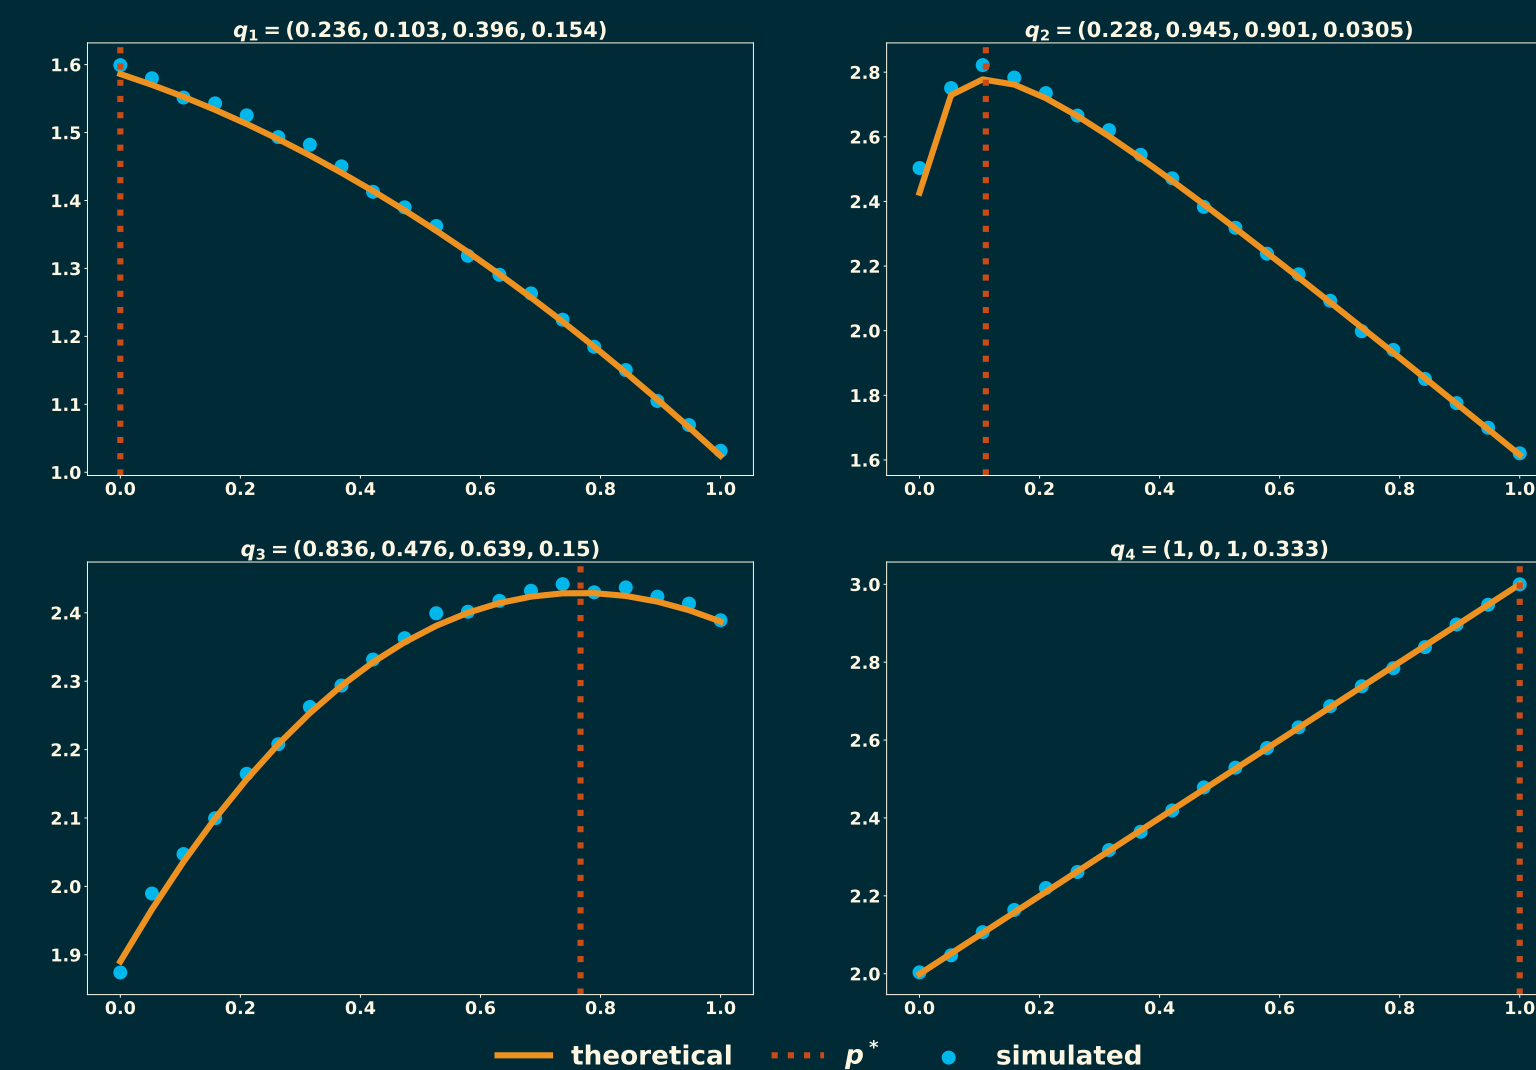 q₁ = (0.236, 0.103, 0.396, 0.154)
1.6
1.5
1.4
1.3
1.2
1.1
1.0
0.0 0.2 0.4 0.6 0.8 1.0
q₂ = (0.228, 0.945, 0.901, 0.0305)
2.8
2.6
2.4
2.2
2.0
1.8
1.6
0.0 0.2 0.4 0.6 0.8 1.0
q₃ = (0.836, 0.476, 0.639, 0.15)
2.4
2.3
2.2
2.1
2.0
1.9
0.0 0.2 0.4 0.6 0.8 1.0
q₄ = (1, 0, 1, 0.333)
3.0
2.8
2.6
2.4
2.2
2.0
0.0 0.2 0.4 0.6 0.8 1.0
theoretical p* simulated